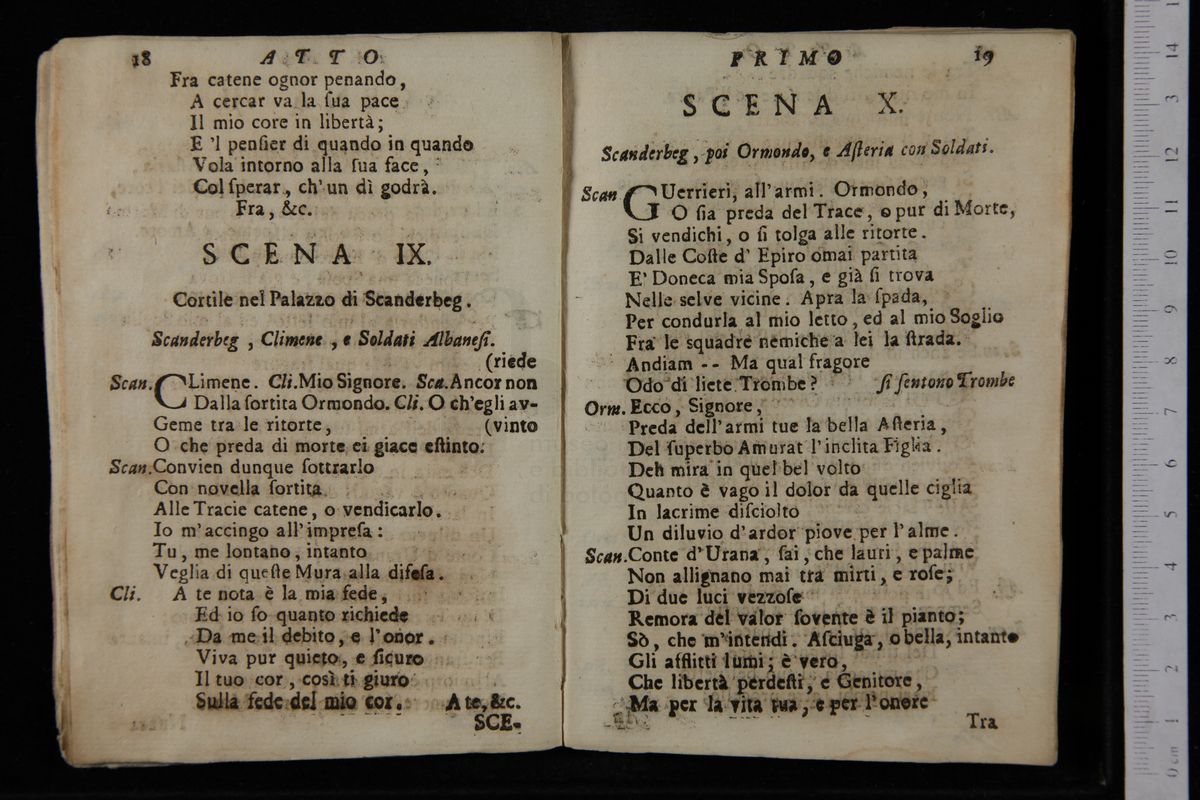 18 ATTO
Fra catene ognor penando,
A cercar va la ſua pace
Il mio core in libertà;
E 'l penſier di quando in quando
Vola intorno alla ſua face,
Col ſperar, ch' un dì godrà.
Fra, &c.
SCENA IX.
Cortile nel Palazzo di Scanderbeg.
Scanderbeg, Climene, e Soldati Albaneſi.
(riede
Scan. CLimene. Cli. Mio Signore. Sca. Ancor non
Dalla ſortita Ormondo. Cli. O ch'egli av-
Geme tra le ritorte, (vinto
O che preda di morte ei giace eſtinto.
Scan. Convien dunque ſottrarlo
Con novella ſortita
Alle Tracie catene, o vendicarlo.
Io m'accingo all'impreſa:
Tu, me lontano, intanto
Veglia di queſte Mura alla difeſa.
Cli. A te nota è la mia fede,
Ed io ſo quanto richiede
Da me il debito, e l'onor.
Viva pur quieto, e ſicuro
Il tuo cor, così ti giuro
Sulla fede del mio cor. A te, &c.
SCE-
PRIMO 19
SCENA X.
Scanderbeg, poi Ormondo, e Aſteria con Soldati.
Scan GUerrieri, all'armi. Ormondo,
O ſia preda del Trace, o pur di Morte,
Si vendichi, o ſi tolga alle ritorte.
Dalle Coſte d' Epiro omai partita
E' Doneca mia Spoſa, e già ſi trova
Nelle selve vicine. Apra la ſpada,
Per condurla al mio letto, ed al mio Soglio
Fra le squadre nemiche a lei la ſtrada.
Andiam -- Ma qual fragore
Odo di liete Trombe? ſi ſentono Trombe
Orm. Ecco, Signore,
Preda dell'armi tue la bella Aſteria,
Del ſuperbo Amurat l'inclita Figlia.
Deh mira in quel bel volto
Quanto è vago il dolor da quelle ciglia
In lacrime diſciolto
Un diluvio d'ardor piove per l'alme.
Scan. Conte d'Urana, ſai, che lauri, e palme
Non allignano mai tra mirti, e roſe;
Di due luci vezzoſe
Remora del valor ſovente è il pianto;
Sò, che m'intendi. Aſciuga, o bella, intanto
Gli afflitti lumi; è vero,
Che libertà perdeſti, e Genitore,
Ma per la vita tua, e per l'onore
Tra